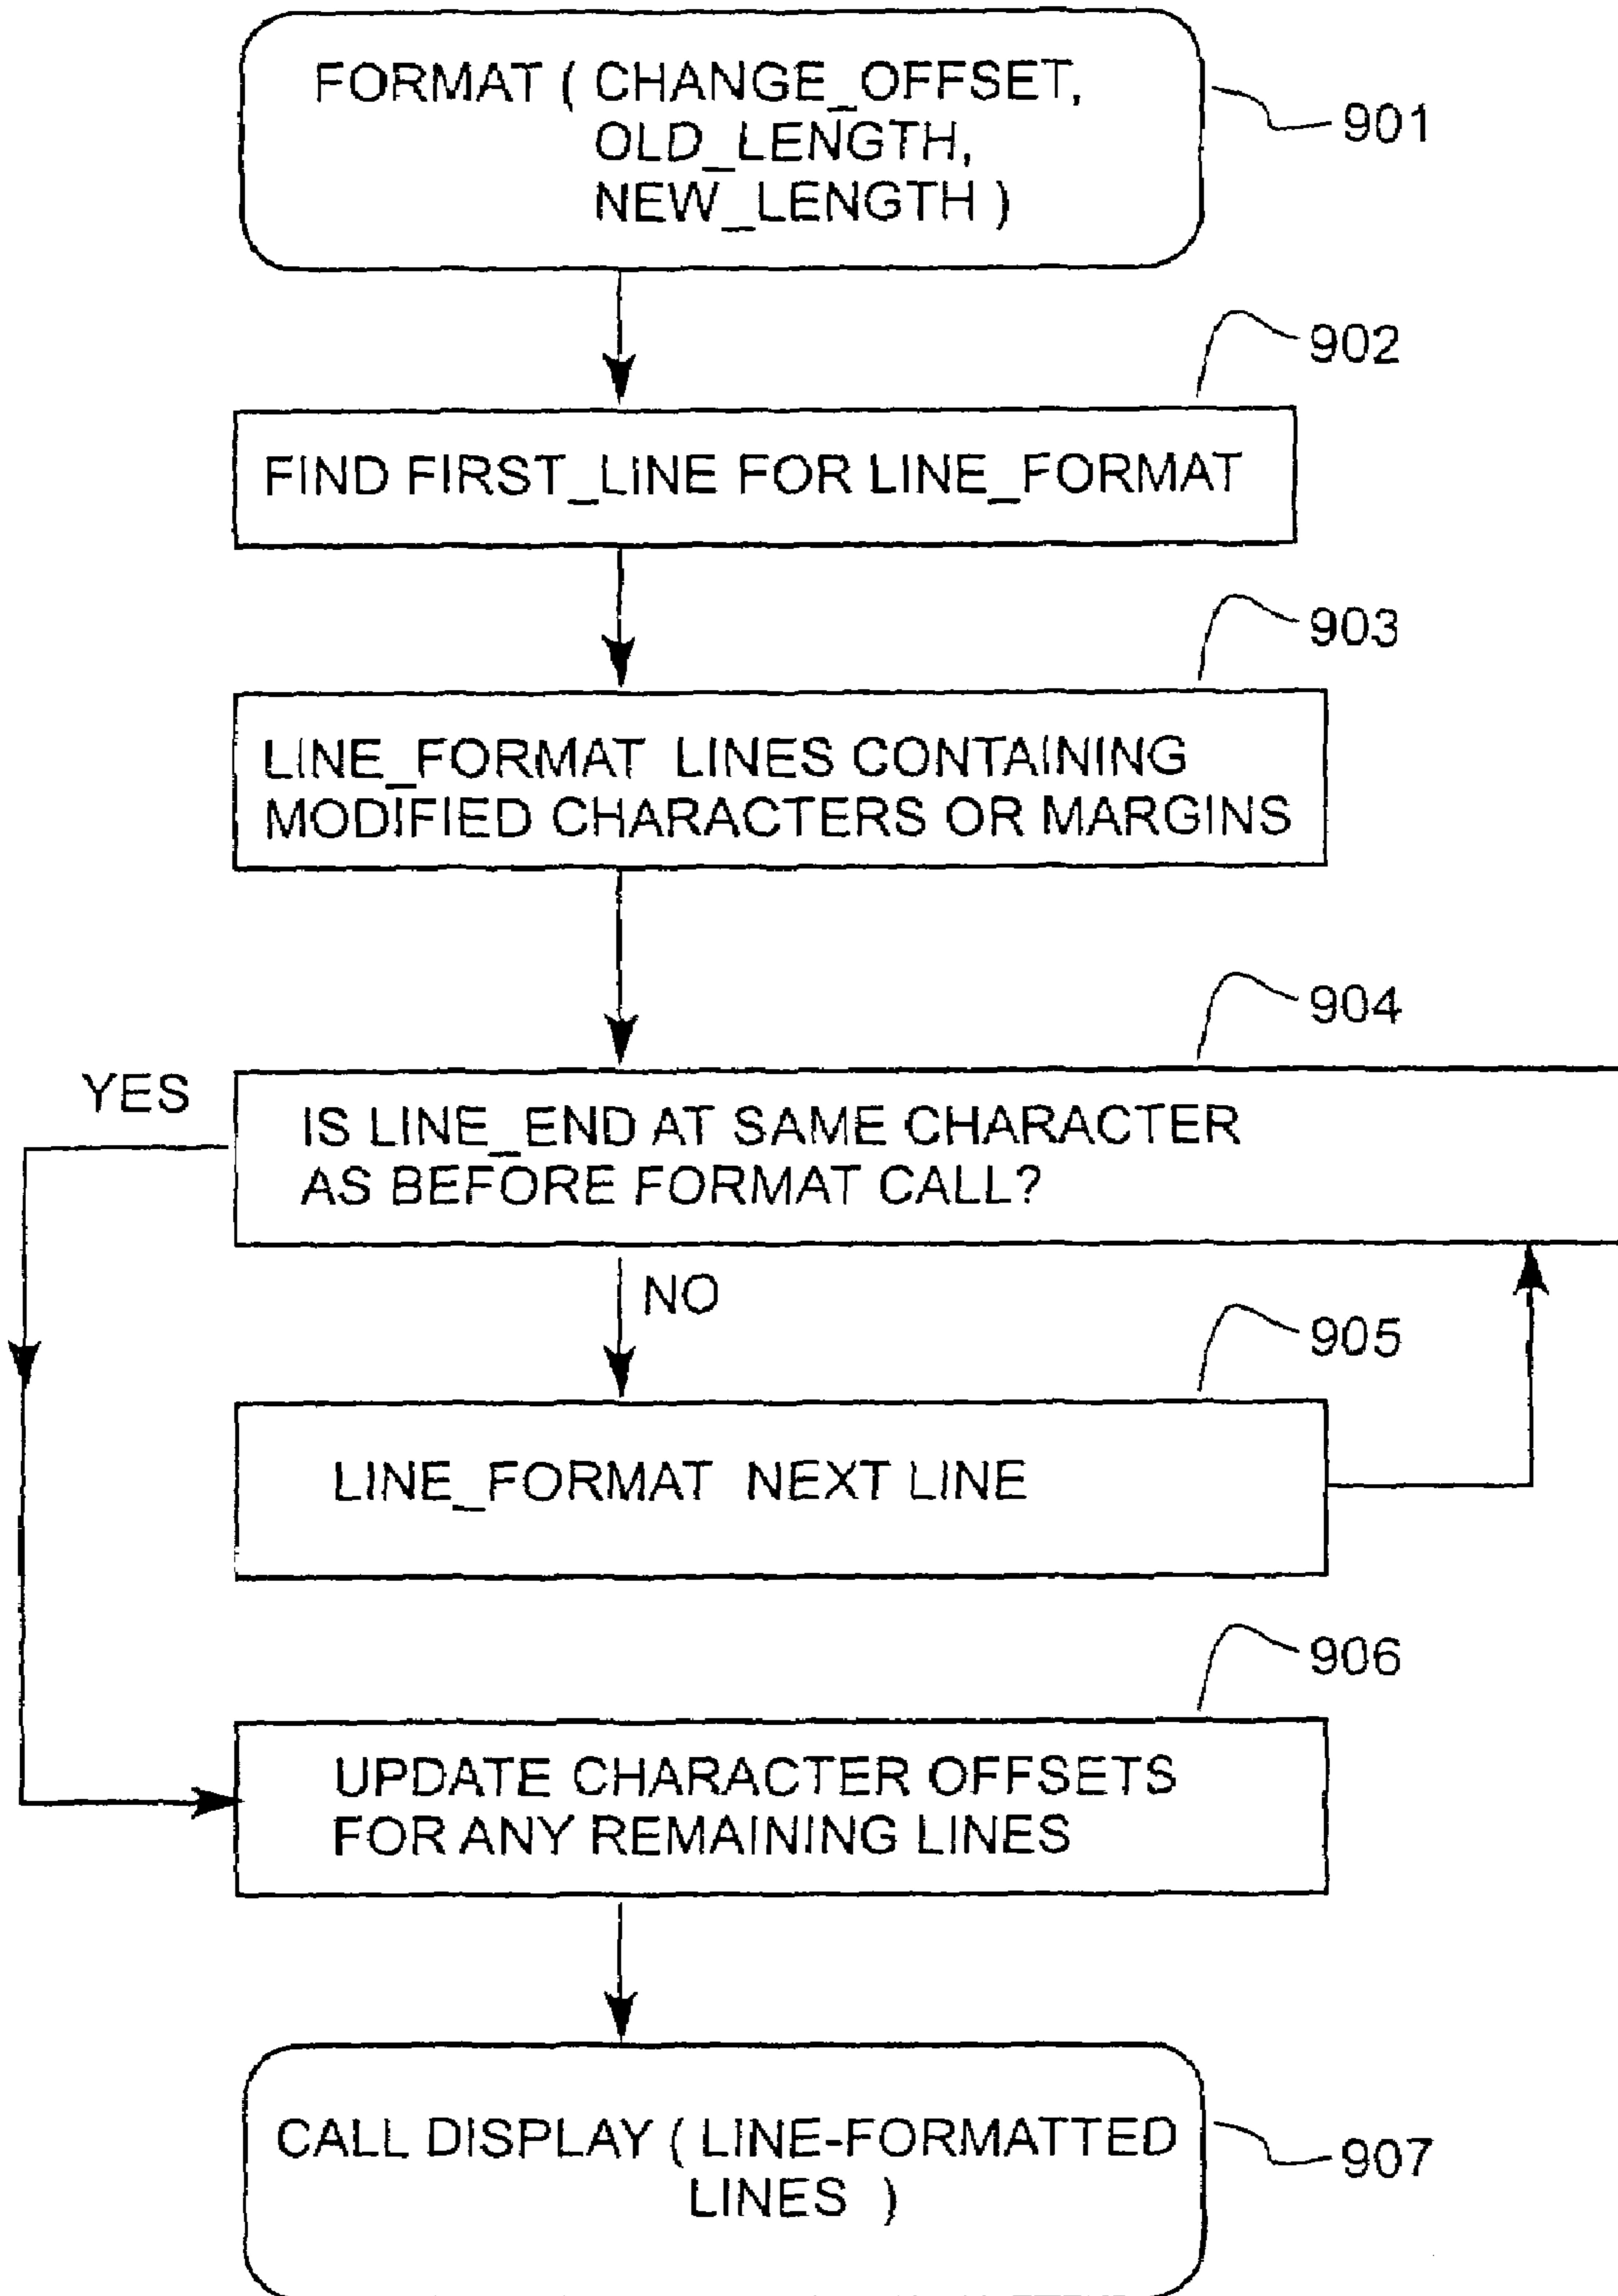 FORMAT ( CHANGE_OFFSET,
OLD_LENGTH,
NEW_LENGTH )
901
902
FIND FIRST_LINE FOR LINE_FORMAT
903
LINE_FORMAT LINES CONTAINING
MODIFIED CHARACTERS OR MARGINS
904
YES
IS LINE_END AT SAME CHARACTER
AS BEFORE FORMAT CALL?
NO
905
LINE_FORMAT NEXT LINE
906
UPDATE CHARACTER OFFSETS
FOR ANY REMAINING LINES
CALL DISPLAY ( LINE-FORMATTED
LINES )
907